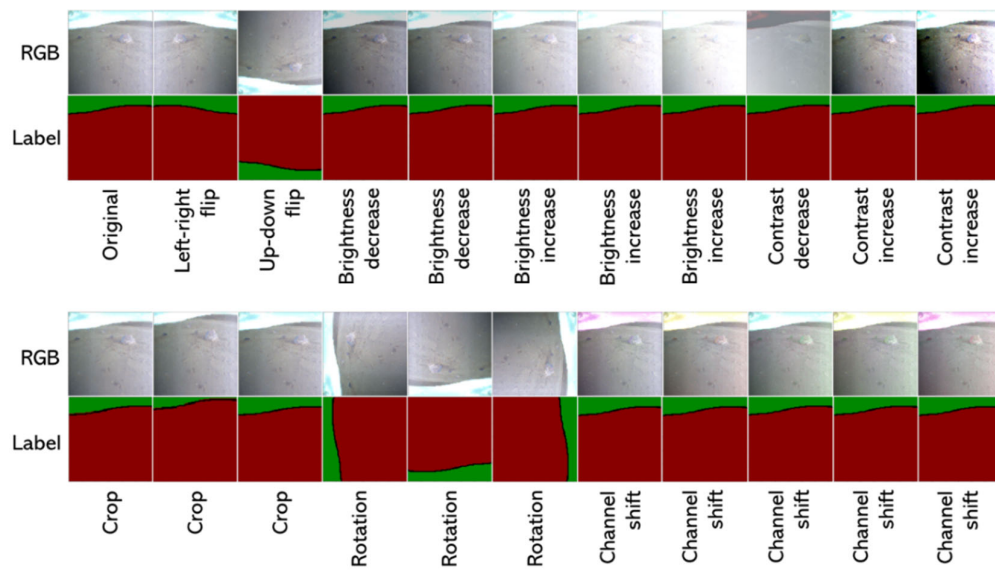 RGB
Label
Original
Left-right
flip
Up-down
flip
Brightness
decrease
Brightness
decrease
Brightness
increase
Brightness
increase
Brightness
increase
Contrast
decrease
Contrast
increase
Contrast
increase
RGB
Label
Crop
Crop
Crop
Rotation
Rotation
Rotation
Channel
shift
Channel
shift
Channel
shift
Channel
shift
Channel
shift